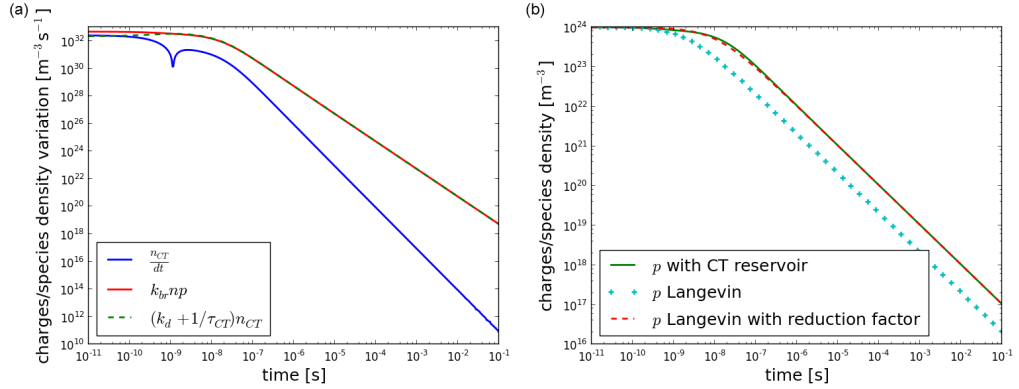 (a)
charges/species density variation [m⁻³ s⁻¹]
10³²
10³⁰
10²⁸
10²⁶
10²⁴
10²²
10²⁰
10¹⁸
10¹⁶
10¹⁴
10¹²
10¹⁰
n_CT/dt
k_br np
(k_d + 1/τ_CT)n_CT
10⁻¹¹ 10⁻¹⁰ 10⁻⁹ 10⁻⁸ 10⁻⁷ 10⁻⁶ 10⁻⁵ 10⁻⁴ 10⁻³ 10⁻² 10⁻¹
time [s]
(b)
charges/species density [m⁻³]
10²⁴
10²³
10²²
10²¹
10²⁰
10¹⁹
10¹⁸
10¹⁷
10¹⁶
p with CT reservoir
p Langevin
p Langevin with reduction factor
10⁻¹¹ 10⁻¹⁰ 10⁻⁹ 10⁻⁸ 10⁻⁷ 10⁻⁶ 10⁻⁵ 10⁻⁴ 10⁻³ 10⁻² 10⁻¹
time [s]